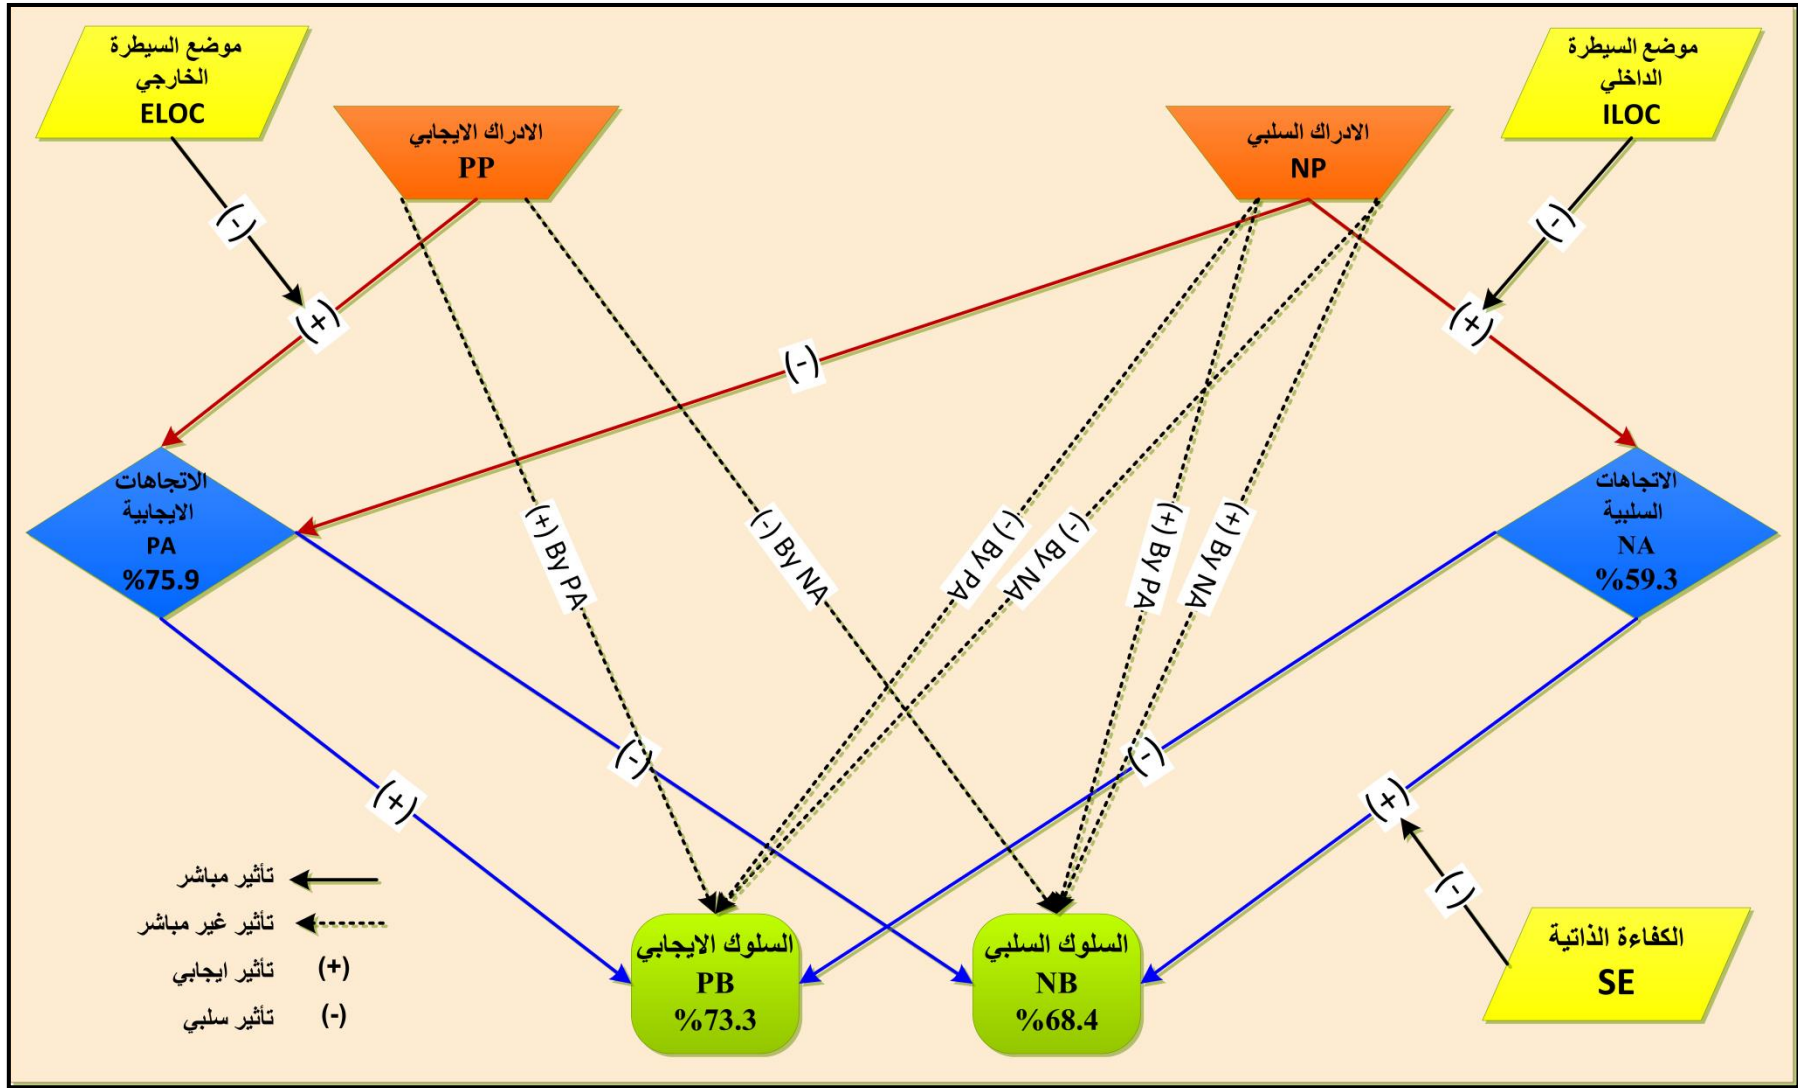 موضع السيطرة
الخارجي
ELOC
موضع السيطرة
الداخلي
ILOC
الادراك الايجابي
PP
الادراك السلبي
NP
(-)
(-)
(+)
(+)
(-)
الاتجاهات
الايجابية
PA
%75.9
الاتجاهات
السلبية
NA
%59.3
(+) By PA
(-) By NA
(-) By PA
(-) By NA
(+) By PA
(+) By NA
(-)
(-)
(+)
(+)
(-)
تأثير مباشر
تأثير غير مباشر
تأثير ايجابي (+)
تأثير سلبي (-)
السلوك الايجابي
PB
%73.3
السلوك السلبي
NB
%68.4
الكفاءة الذاتية
SE